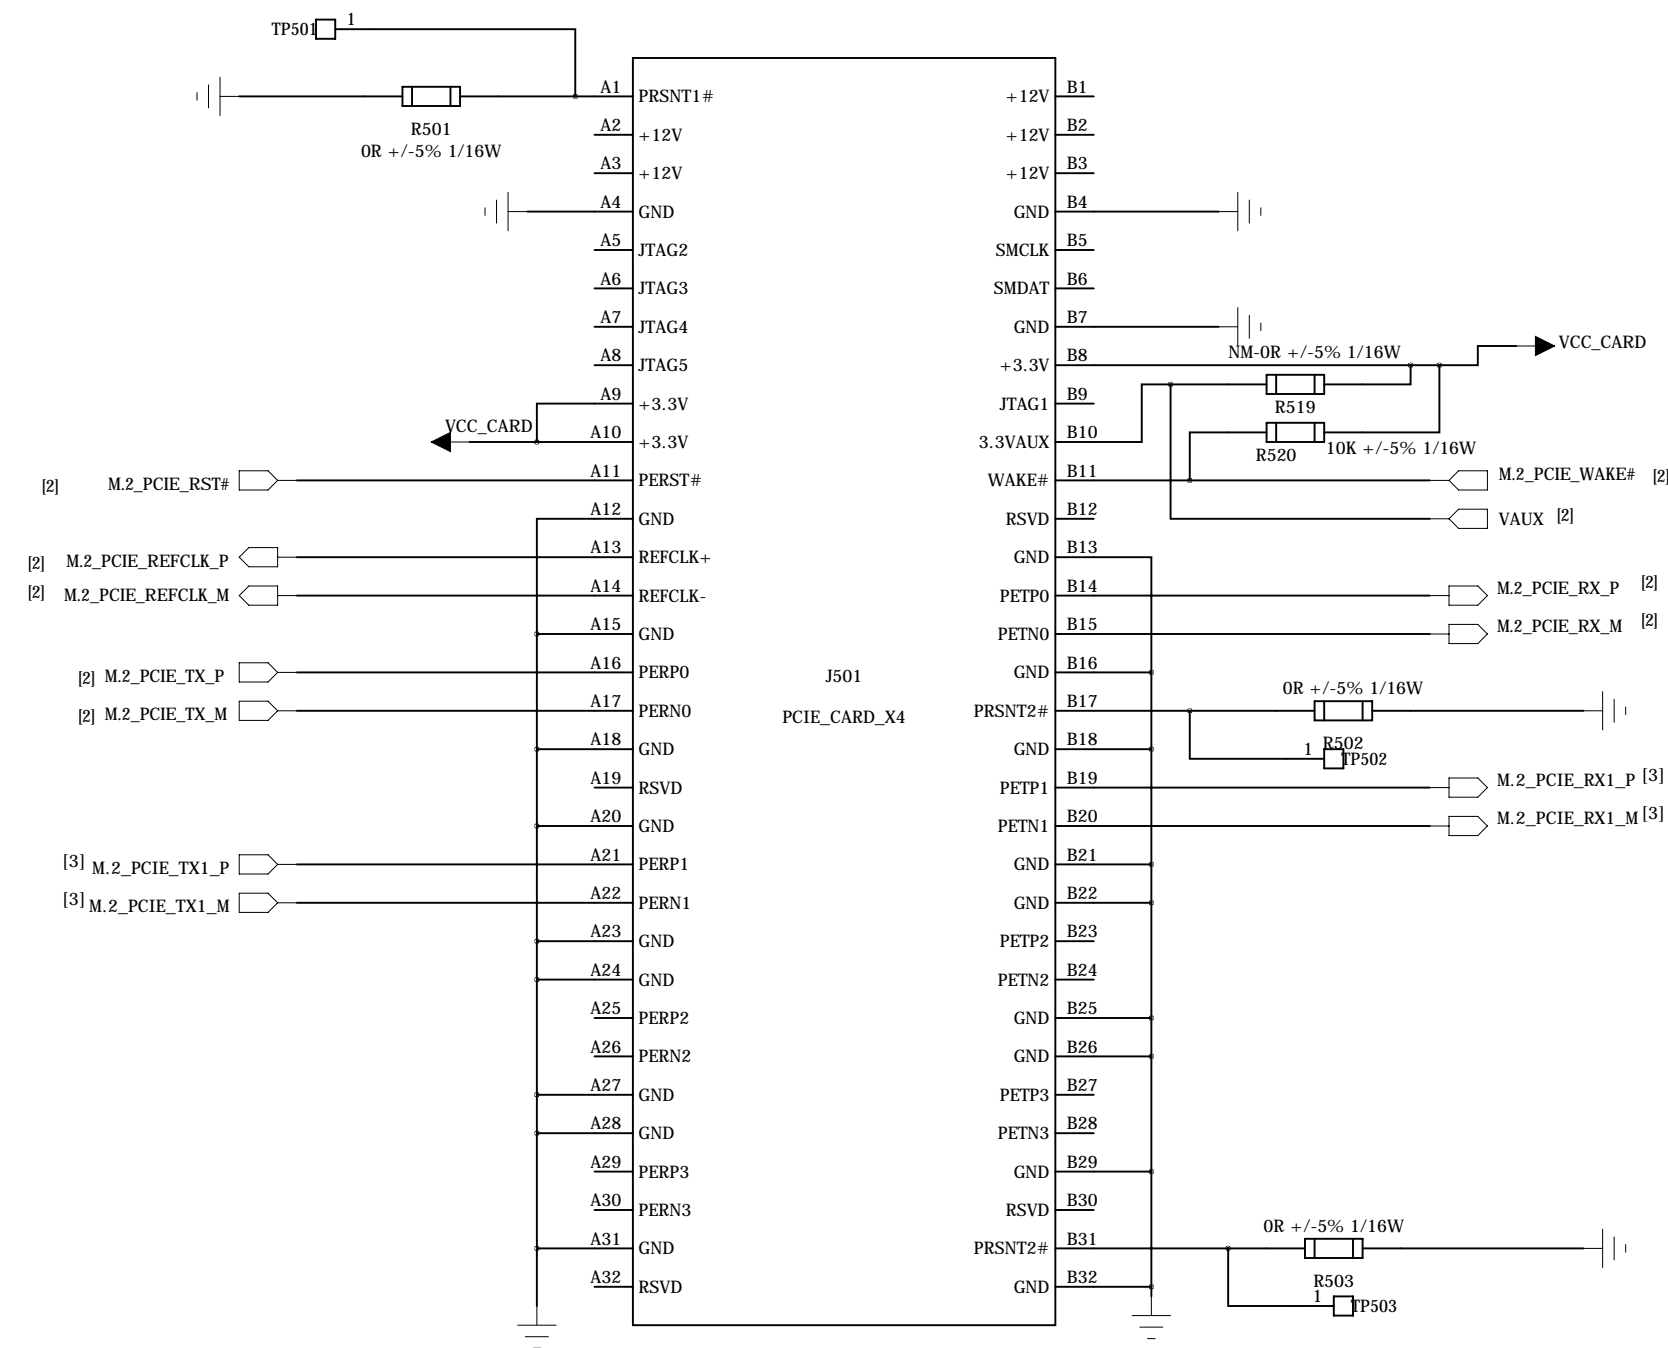 TP501 1
A1 PRSNT1# +12V B1
R501
0R +/-5% 1/16W
A2 +12V +12V B2
A3 +12V +12V B3
A4 GND GND B4
A5 JTAG2 SMCLK B5
A6 JTAG3 SMDAT B6
A7 JTAG4 GND B7
NM-0R +/-5% 1/16W VCC_CARD
A8 JTAG5 +3.3V B8
A9 +3.3V JTAG1 B9 R519
VCC_CARD A10 +3.3V 3.3VAUX B10
R520 10K +/-5% 1/16W
[2] M.2_PCIE_RST# A11 PERST# WAKE# B11 M.2_PCIE_WAKE# [2]
A12 GND RSVD B12 VAUX [2]
[2] M.2_PCIE_REFCLK_P A13 REFCLK+ GND B13
[2] M.2_PCIE_REFCLK_M A14 REFCLK- PETP0 B14 M.2_PCIE_RX_P [2]
A15 GND PETN0 B15 M.2_PCIE_RX_M [2]
[2] M.2_PCIE_TX_P A16 PERP0 J501 GND B16
0R +/-5% 1/16W
[2] M.2_PCIE_TX_M A17 PERN0 PCIE_CARD_X4 PRSNT2# B17
R502
A18 GND GND B18 1 TP502
A19 RSVD PETP1 B19 M.2_PCIE_RX1_P [3]
A20 GND PETN1 B20 M.2_PCIE_RX1_M [3]
[3] M.2_PCIE_TX1_P A21 PERP1 GND B21
[3] M.2_PCIE_TX1_M A22 PERN1 GND B22
A23 GND PETP2 B23
A24 GND PETN2 B24
A25 PERP2 GND B25
A26 PERN2 GND B26
A27 GND PETP3 B27
A28 GND PETN3 B28
A29 PERP3 GND B29
A30 PERN3 RSVD B30
0R +/-5% 1/16W
A31 GND PRSNT2# B31
A32 RSVD GND B32 R503
1 TP503